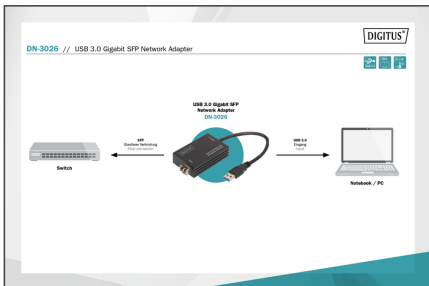 DIGITUS®
DN-3026 // USB 3.0 Gigabit SFP Network Adapter
USB 3.0 Gigabit SFP
Network Adapter
DN-3026
SFP
Glasfaser Verbindung
Fiber connection
USB 3.0
Eingang
Input
Switch
Notebook / PC